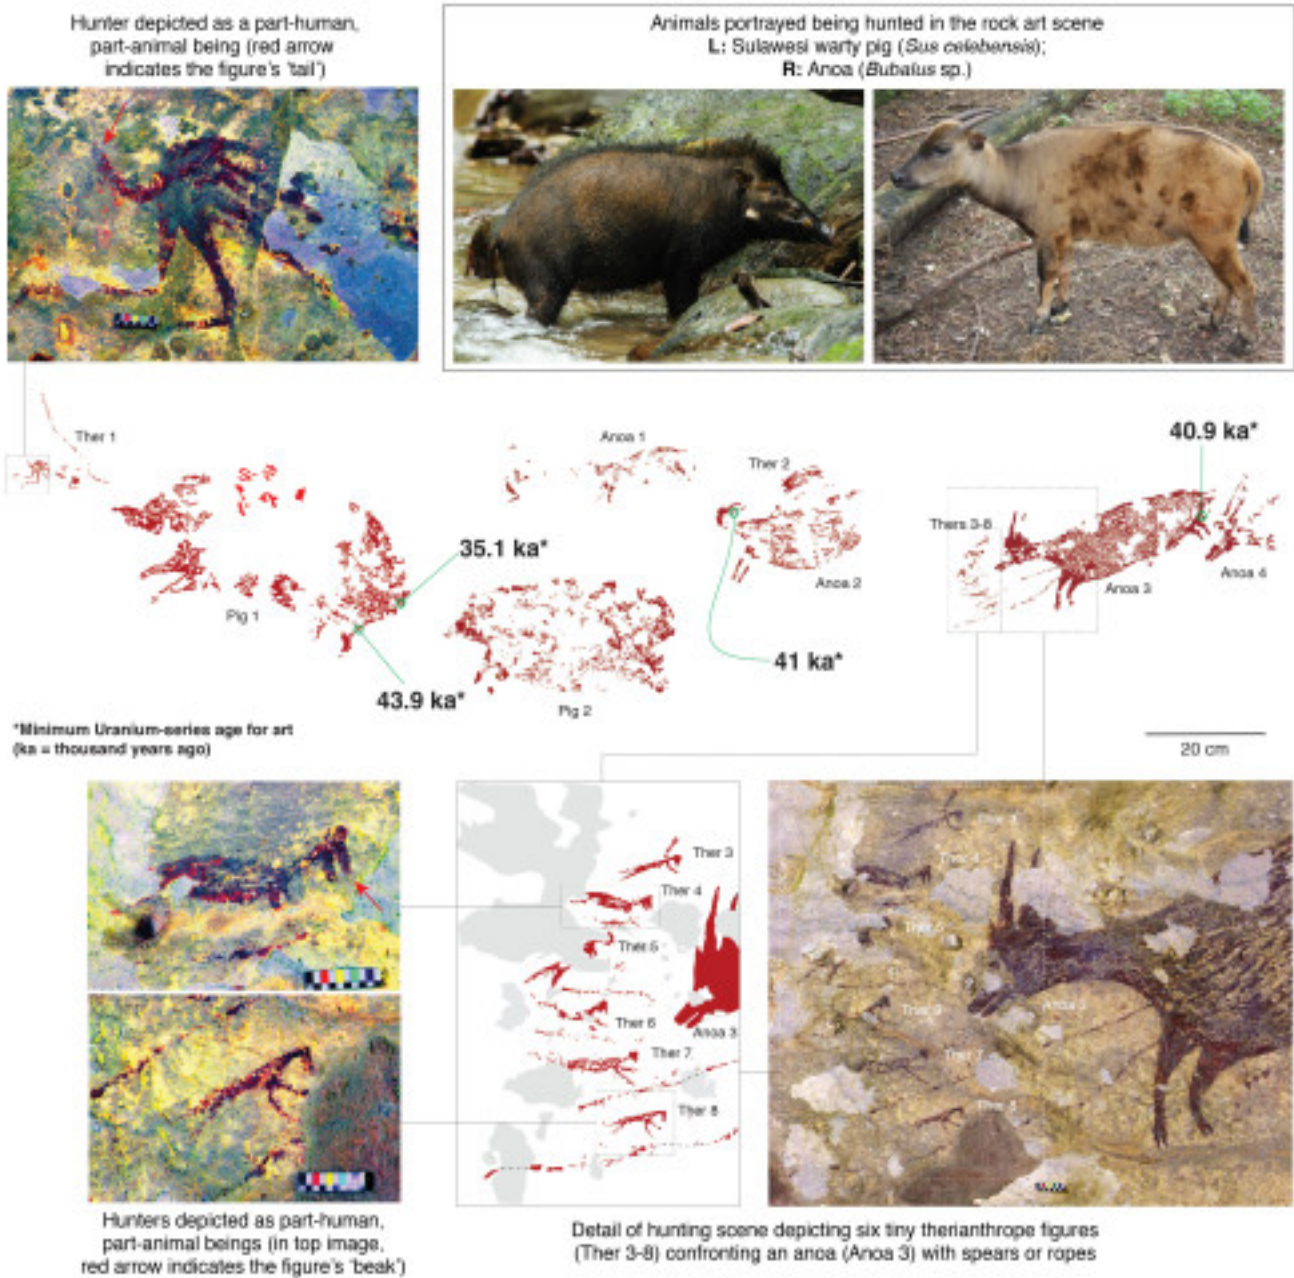 Hunter depicted as a part-human,
part-animal being (red arrow
indicates the figure's 'tail')
Animals portrayed being hunted in the rock art scene
L: Sulawesi warty pig (Sus celebensis);
R: Anoa (Bubalus sp.)
Ther 1
Anoa 1
Ther 2
40.9 ka*
Thers 3-8
35.1 ka*
Anoa 2
Anoa 3
Anoa 4
Pig 1
41 ka*
43.9 ka*
Pig 2
*Minimum Uranium-series age for art
(ka = thousand years ago)
20 cm
Ther 3
Ther 4
Ther 5
Ther 6
Anoa 3
Ther 7
Ther 8
Ther 4
Ther 7
Hunters depicted as part-human,
part-animal beings (in top image,
red arrow indicates the figure's 'beak')
Detail of hunting scene depicting six tiny therianthrope figures
(Ther 3-8) confronting an anoa (Anoa 3) with spears or ropes